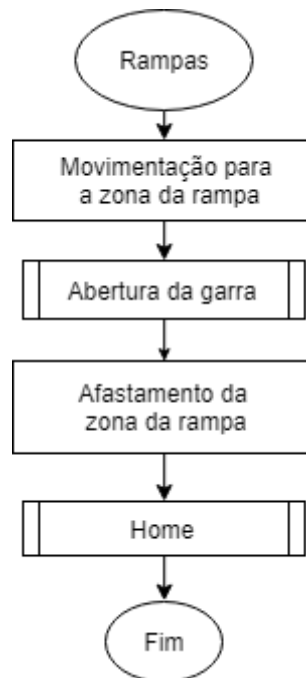 Rampas
Movimentação para
a zona da rampa
Abertura da garra
Afastamento da
zona da rampa
Home
Fim